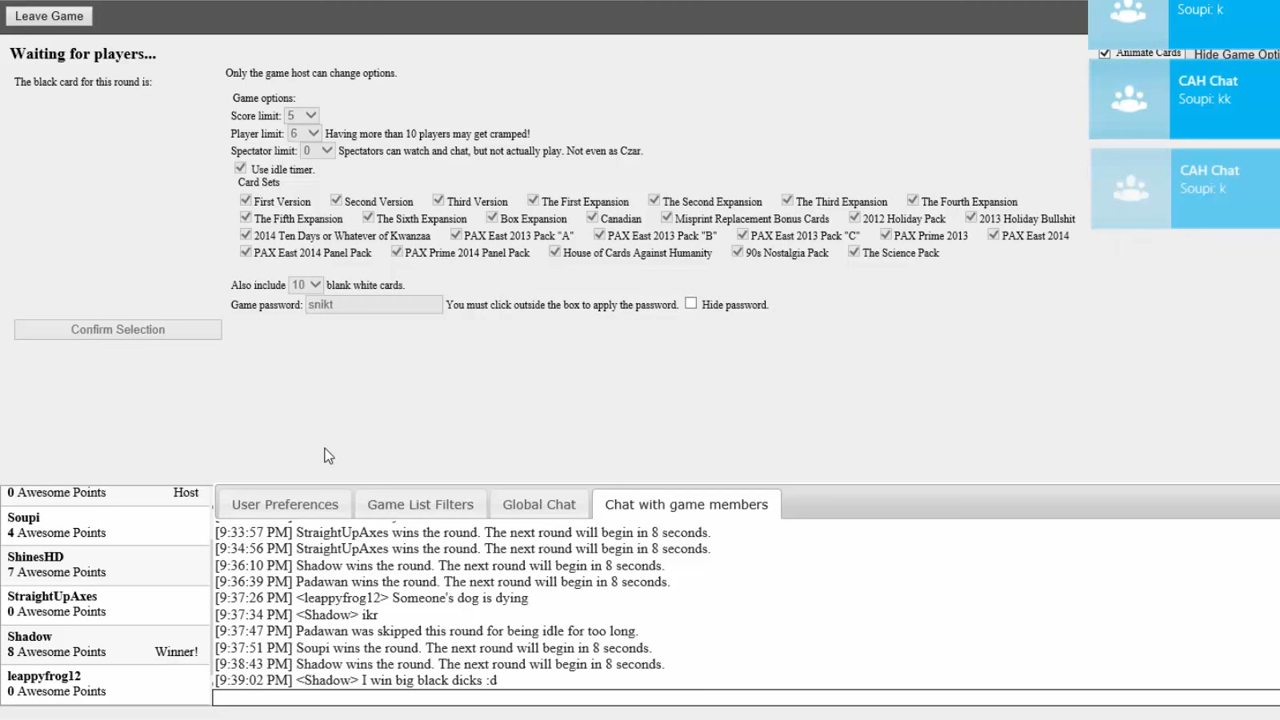 Leave Game
Soupi: k
Waiting for players...
Animate Cards
Hide Game Opti
The black card for this round is:
Only the game host can change options.
CAH Chat
Soupi: kk
Game options:
Score limit: 5
Player limit: 6 Having more than 10 players may get cramped!
Spectator limit: 0 Spectators can watch and chat, but not actually play. Not even as Czar.
Use idle timer.
Card Sets
CAH Chat
Soupi: k
First Version Second Version Third Version The First Expansion The Second Expansion The Third Expansion The Fourth Expansion
The Fifth Expansion The Sixth Expansion Box Expansion Canadian Misprint Replacement Bonus Cards 2012 Holiday Pack 2013 Holiday Bullshit
2014 Ten Days or Whatever of Kwanzaa PAX East 2013 Pack "A" PAX East 2013 Pack "B" PAX East 2013 Pack "C" PAX Prime 2013 PAX East 2014
PAX East 2014 Panel Pack PAX Prime 2014 Panel Pack House of Cards Against Humanity 90s Nostalgia Pack The Science Pack
Also include 10 blank white cards.
Game password: snikt You must click outside the box to apply the password. Hide password.
Confirm Selection
0 Awesome Points Host
Soupi
4 Awesome Points
ShinesHD
7 Awesome Points
StraightUpAxes
0 Awesome Points
Shadow
8 Awesome Points Winner!
leappyfrog12
0 Awesome Points
User Preferences Game List Filters Global Chat Chat with game members
[9:33:57 PM] StraightUpAxes wins the round. The next round will begin in 8 seconds.
[9:34:56 PM] StraightUpAxes wins the round. The next round will begin in 8 seconds.
[9:36:10 PM] Shadow wins the round. The next round will begin in 8 seconds.
[9:36:39 PM] Padawan wins the round. The next round will begin in 8 seconds.
[9:37:26 PM] <leappyfrog12> Someone's dog is dying
[9:37:34 PM] <Shadow> ikr
[9:37:47 PM] Padawan was skipped this round for being idle for too long.
[9:37:51 PM] Soupi wins the round. The next round will begin in 8 seconds.
[9:38:43 PM] Shadow wins the round. The next round will begin in 8 seconds.
[9:39:02 PM] <Shadow> I win big black dicks :d